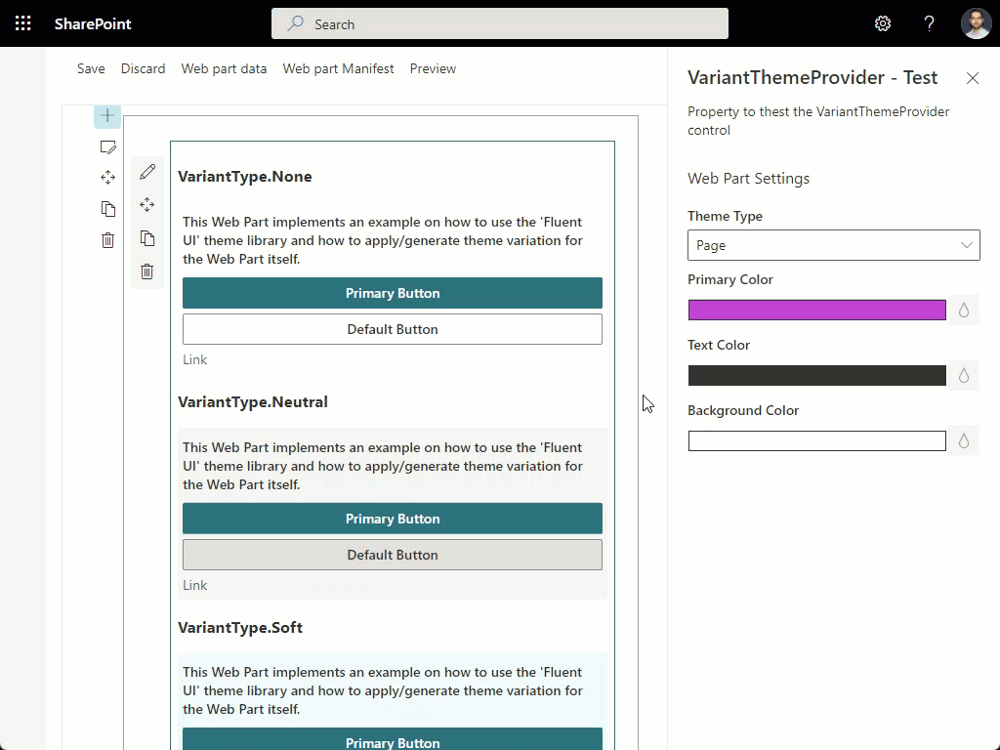 SharePoint
Search
?
Save Discard Web part data Web part Manifest Preview
VariantType.None
This Web Part implements an example on how to use the 'Fluent
UI' theme library and how to apply/generate theme variation for
the Web Part itself.
Primary Button
Default Button
Link
VariantType.Neutral
This Web Part implements an example on how to use the 'Fluent
UI' theme library and how to apply/generate theme variation for
the Web Part itself.
Primary Button
Default Button
Link
VariantType.Soft
This Web Part implements an example on how to use the 'Fluent
UI' theme library and how to apply/generate theme variation for
the Web Part itself.
Primary Button
VariantThemeProvider - Test
Property to thest the VariantThemeProvider
control
Web Part Settings
Theme Type
Page
Primary Color
Text Color
Background Color